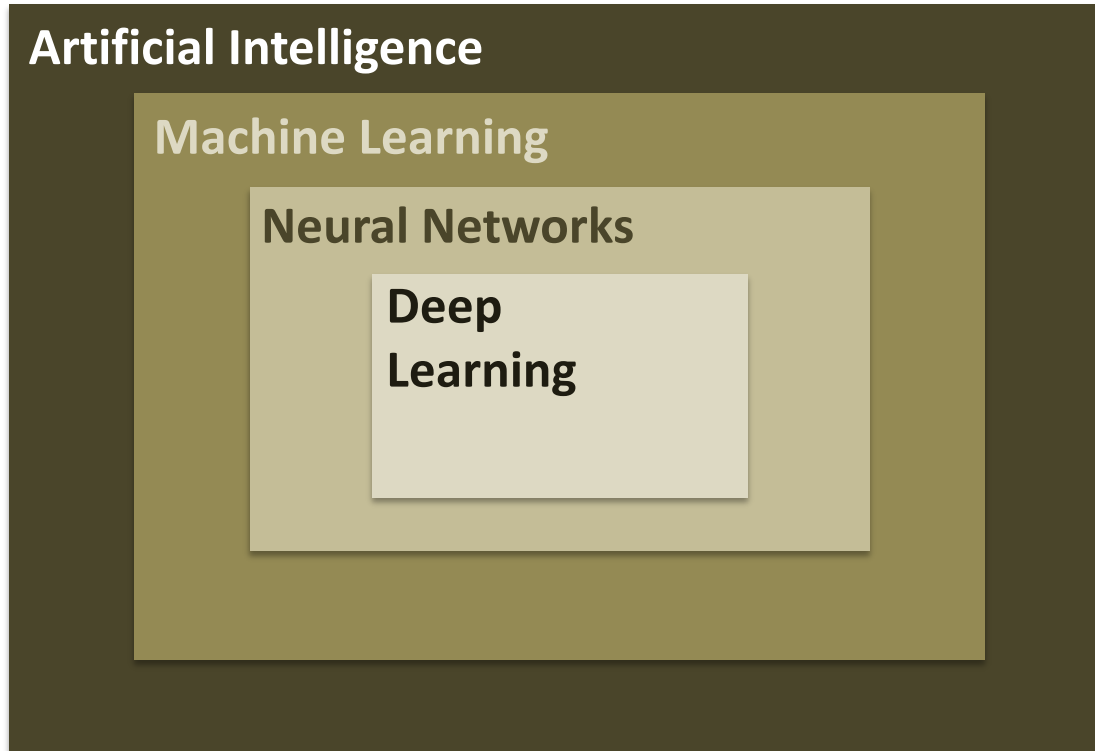 Artificial Intelligence
Machine Learning
Neural Networks
Deep
Learning